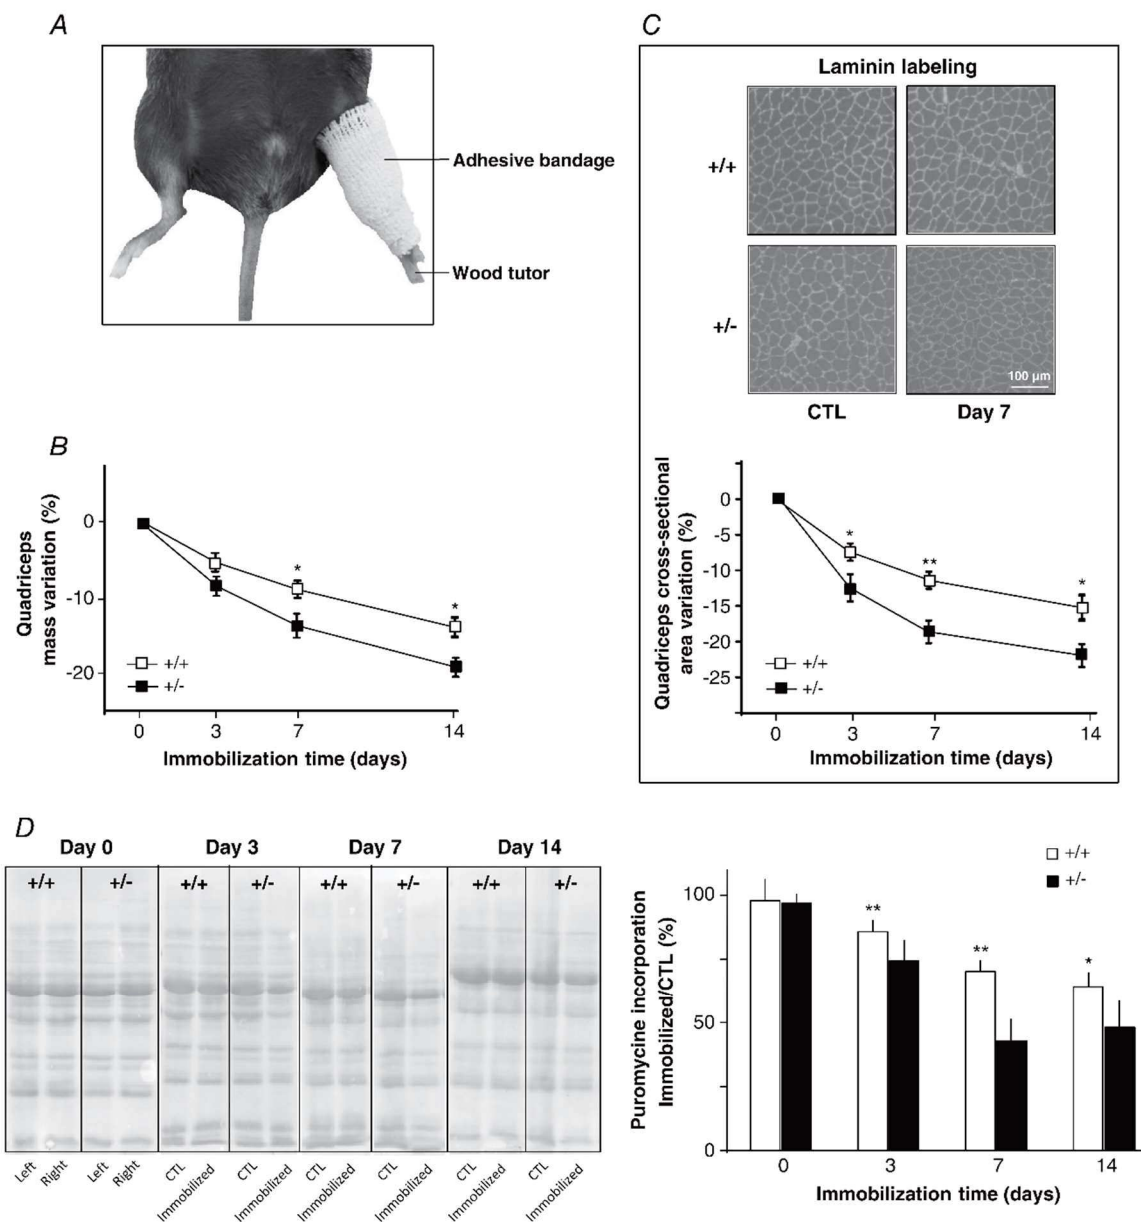 A
Adhesive bandage
Wood tutor
B
Quadriceps
mass variation (%)
0
-10
-20
+/+
+/-
0 3 7 14
Immobilization time (days)
C
Laminin labeling
+/+
+/-
100 µm
CTL Day 7
Quadriceps cross-sectional
area variation (%)
0
-5
-10
-15
-20
-25
* ** *
+/+
+/-
0 3 7 14
Immobilization time (days)
* *
D
Day 0 Day 3 Day 7 Day 14
+/+ +/- +/+ +/- +/+ +/- +/+ +/-
Left Right Left Right CTL Immobilized CTL Immobilized CTL Immobilized CTL Immobilized CTL Immobilized CTL Immobilized
Puromycine incorporation
Immobilized/CTL (%)
100
50
0
+/+
+/-
** ** *
0 3 7 14
Immobilization time (days)